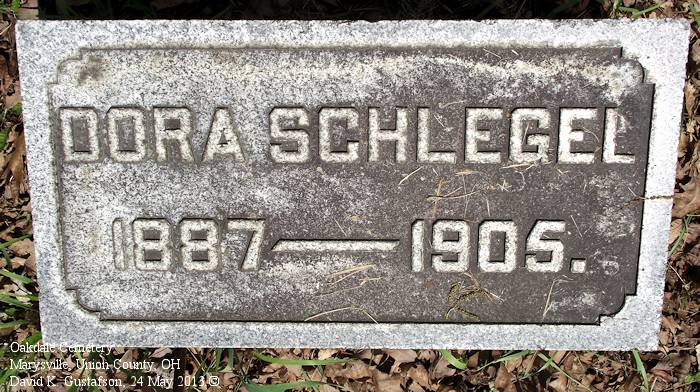 DORA SCHLEGEL
1887—1905.
Oakdale Cemetery
Marysville, Union County, OH
David K. Gustafson, 24 May 2013 ©